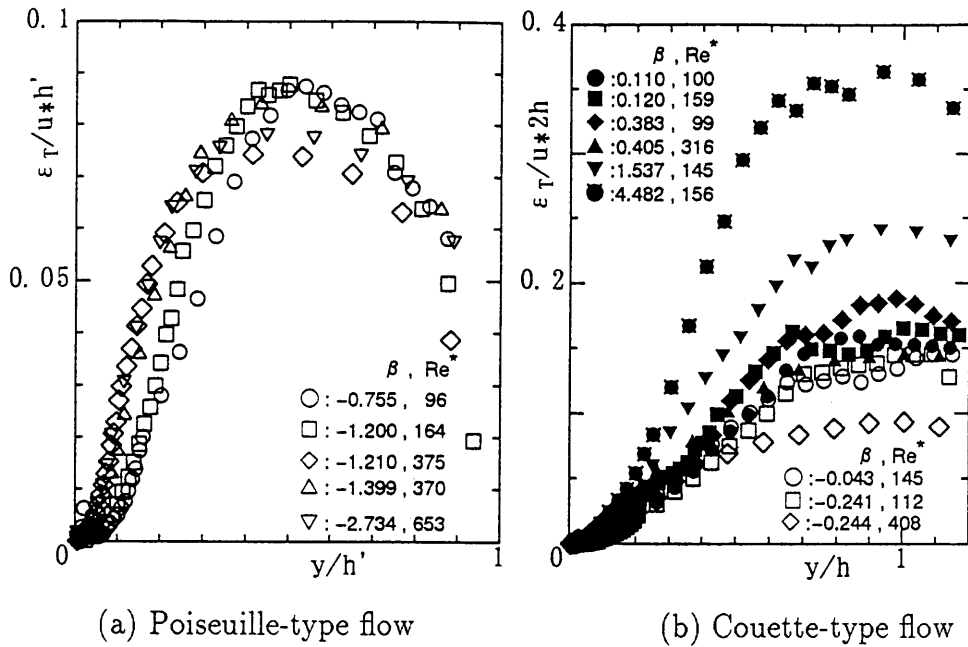 0.1
ε_T/u*h'
0.05
0
y/h'
1
β, Re*
○:-0.755, 96
□:-1.200, 164
◇:-1.210, 375
△:-1.399, 370
▽:-2.734, 653
(a) Poiseuille-type flow
0.4
ε_T/u*2h
0.2
0
y/h
1
β, Re*
●:0.110, 100
■:0.120, 159
◆:0.383, 99
▲:0.405, 316
▼:1.537, 145
:4.482, 156
β, Re*
○:-0.043, 145
□:-0.241, 112
◇:-0.244, 408
(b) Couette-type flow